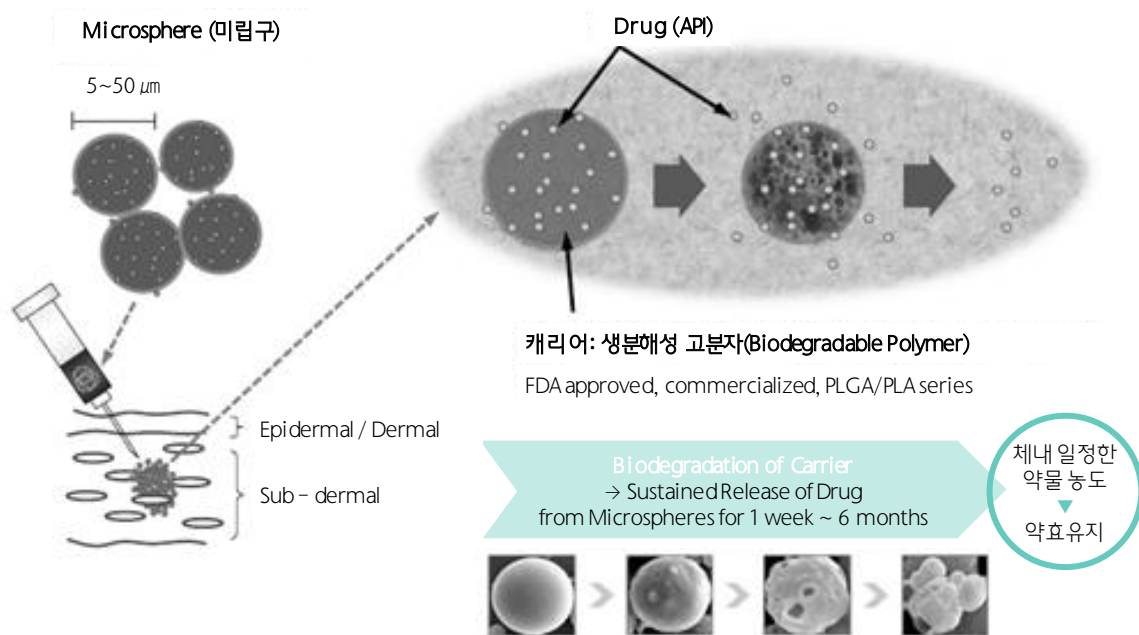 Microsphere (미립구)
5~50 ㎛
Drug (API)
캐리어: 생분해성 고분자(Biodegradable Polymer)
FDA approved, commercialized, PLGA/PLA series
Epidermal / Dermal
Sub - dermal
Biodegradation of Carrier
→ Sustained Release of Drug
from Microspheres for 1 week ~ 6 months
체내 일정한
약물 농도
약효유지